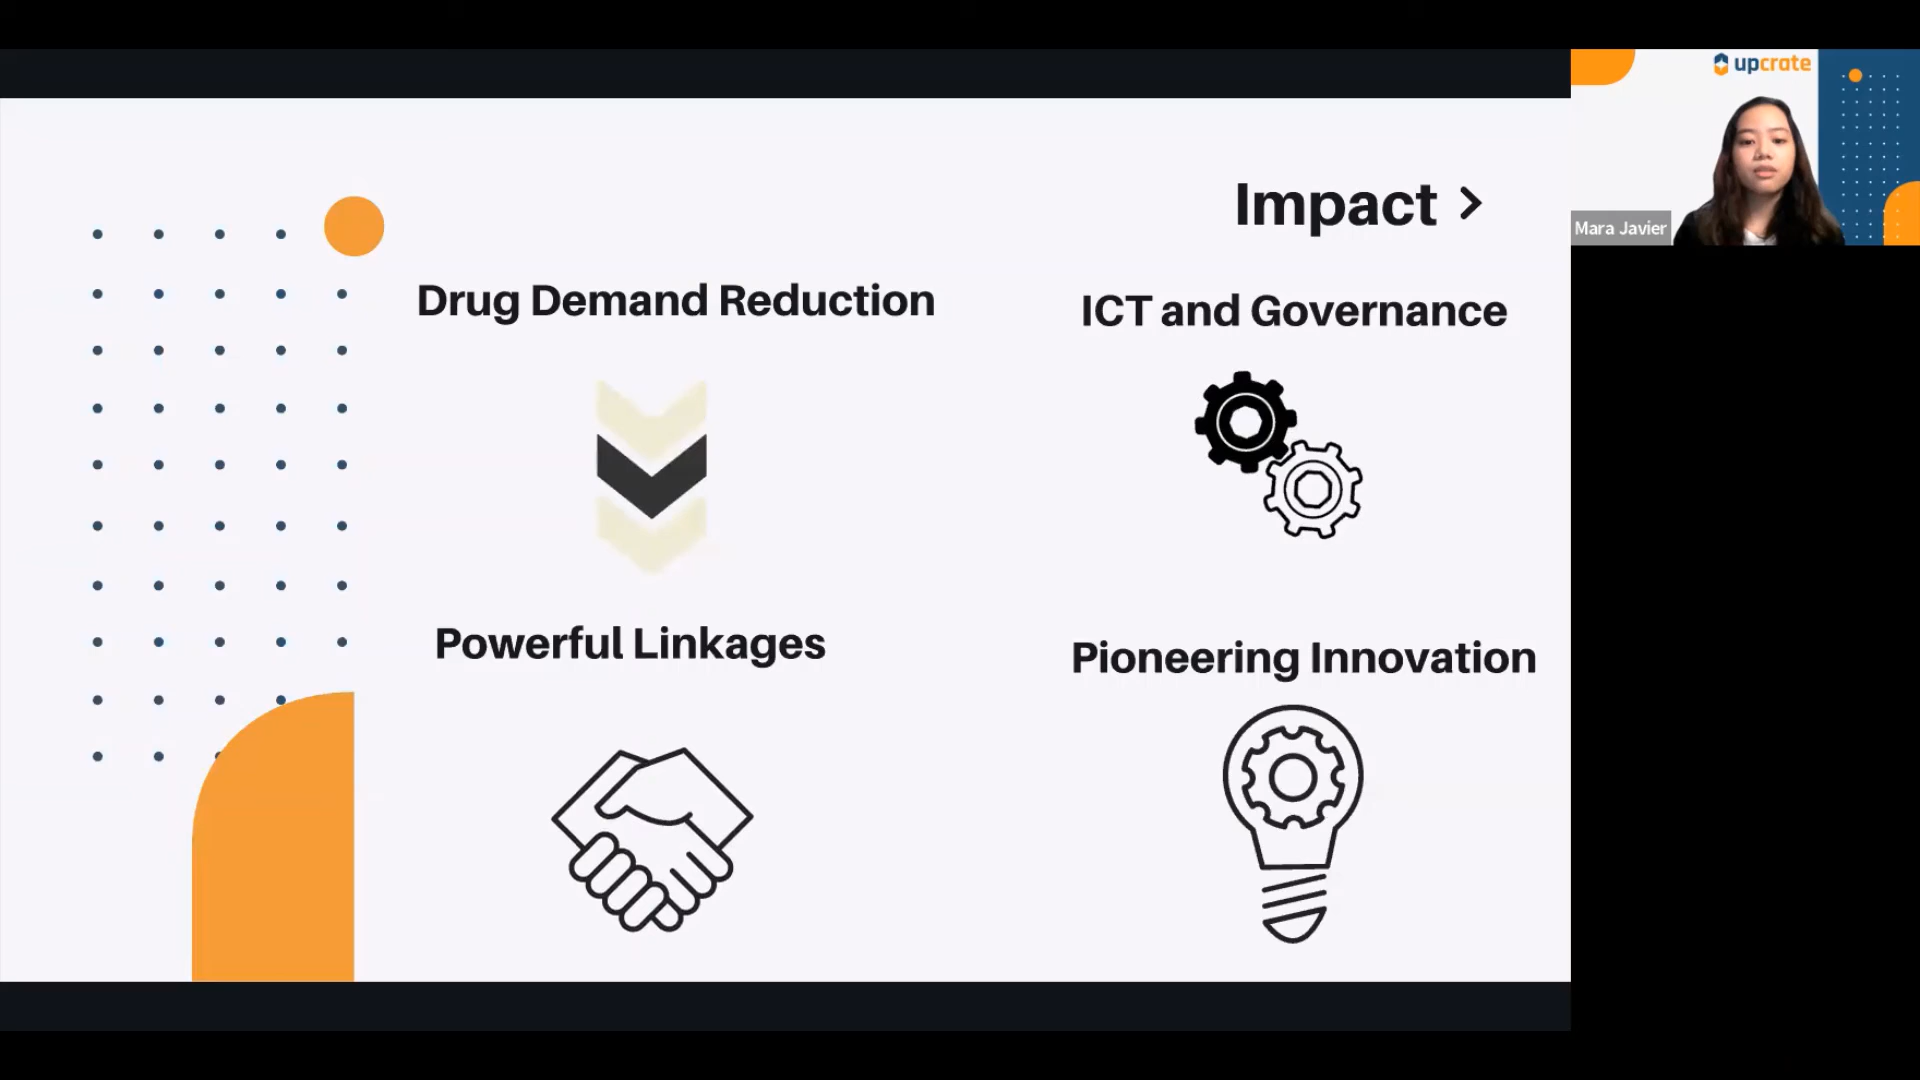 Impact
Drug Demand Reduction
ICT and Governance
Powerful Linkages
Pioneering Innovation
upcrate
Mara Javier